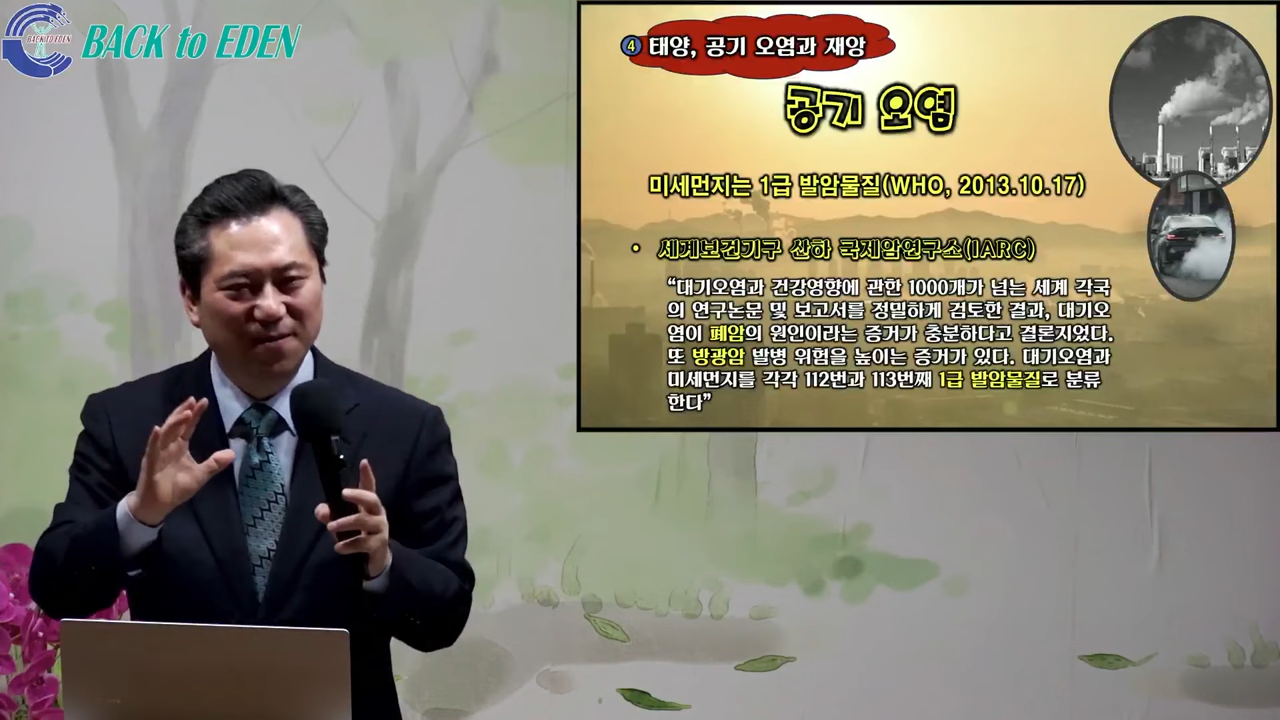 BACK to EDEN
BACK TO EDEN
4 태양, 공기 오염과 재앙
공기 오염
미세먼지는 1급 발암물질(WHO, 2013.10.17)
• 세계보건기구 산하 국제암연구소(IARC)
“대기오염과 건강영향에 관한 1000개가 넘는 세계 각국
의 연구논문 및 보고서를 정밀하게 검토한 결과, 대기오
염이 폐암의 원인이라는 증거가 충분하다고 결론지었다.
또 방광암 발병 위험을 높이는 증거가 있다. 대기오염과
미세먼지를 각각 112번과 113번째 1급 발암물질로 분류
한다”